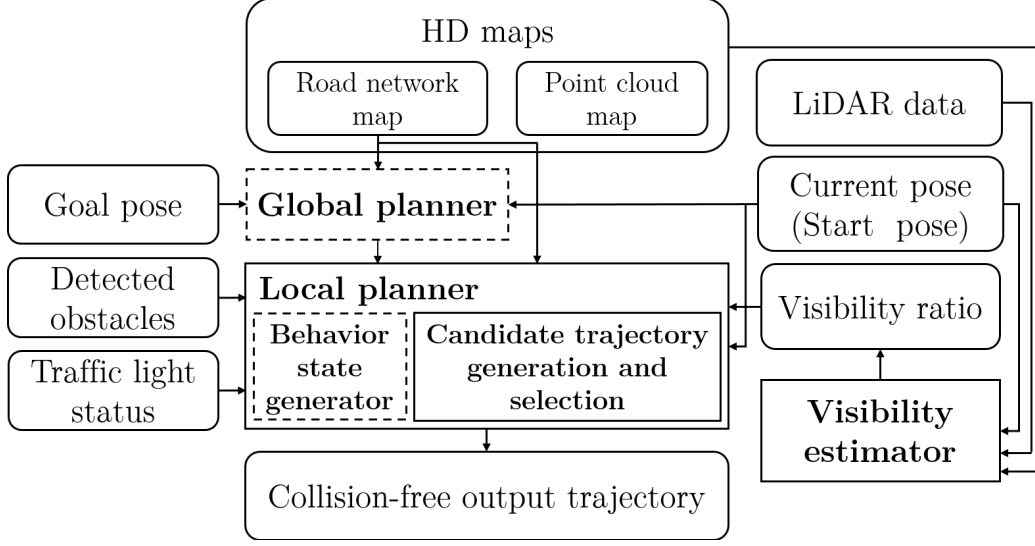 HD maps
Road network
map
Point cloud
map
LiDAR data
Goal pose
Global planner
Current pose
(Start pose)
Detected
obstacles
Local planner
Visibility ratio
Behavior
state
generator
Candidate trajectory
generation and
selection
Traffic light
status
Visibility
estimator
Collision-free output trajectory